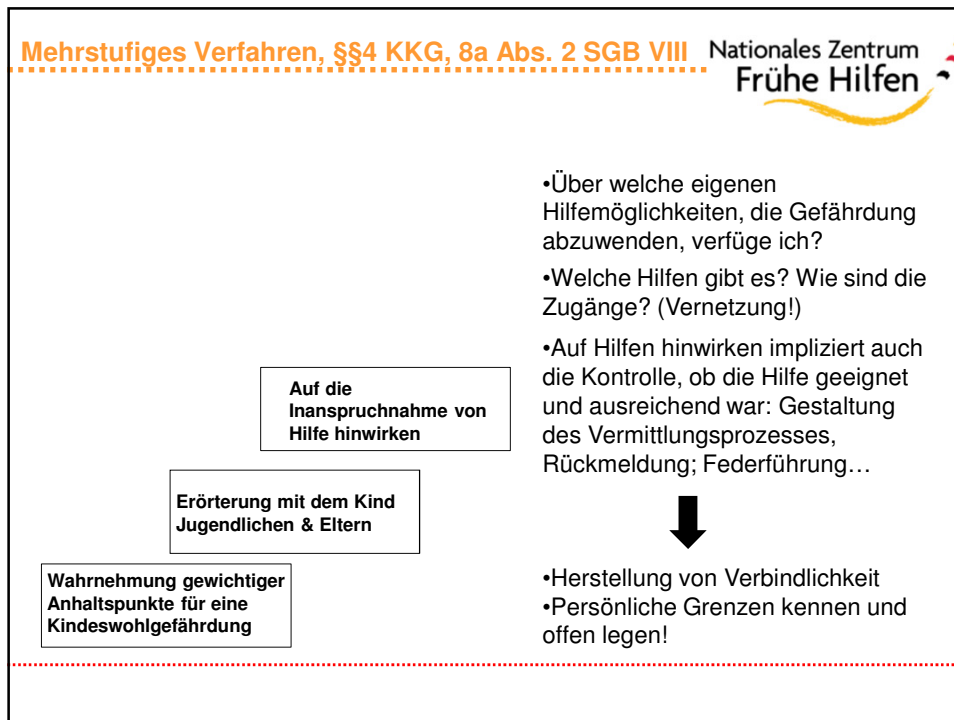 Mehrstufiges Verfahren, §§4 KKG, 8a Abs. 2 SGB VIII
Nationales Zentrum
Frühe Hilfen
•Über welche eigenen
Hilfemöglichkeiten, die Gefährdung
abzuwenden, verfüge ich?
•Welche Hilfen gibt es? Wie sind die
Zugänge? (Vernetzung!)
•Auf Hilfen hinwirken impliziert auch
die Kontrolle, ob die Hilfe geeignet
und ausreichend war: Gestaltung
des Vermittlungsprozesses,
Rückmeldung; Federführung…
Auf die
Inanspruchnahme von
Hilfe hinwirken
Erörterung mit dem Kind
Jugendlichen & Eltern
Wahrnehmung gewichtiger
Anhaltspunkte für eine
Kindeswohlgefährdung
•Herstellung von Verbindlichkeit
•Persönliche Grenzen kennen und
offen legen!